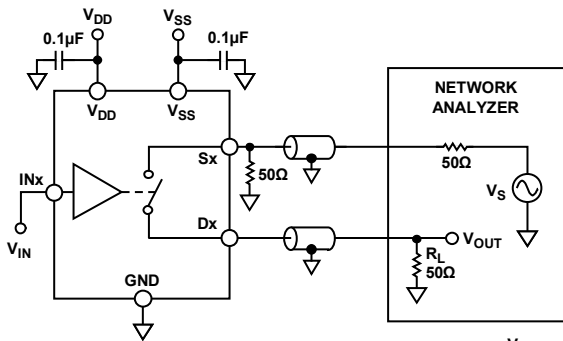 V_DD
V_SS
0.1µF
0.1µF
V_DD
V_SS
NETWORK
ANALYZER
Sx
50Ω
50Ω
INx
V_S
Dx
V_OUT
V_IN
R_L
50Ω
GND
V